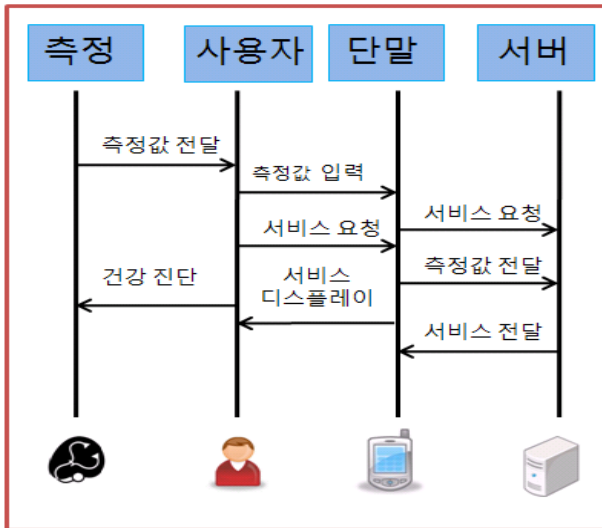 측정
사용자
단말
서버
측정값 전달
측정값 입력
서비스 요청
서비스 요청
건강 진단
서비스
디스플레이
측정값 전달
서비스 전달